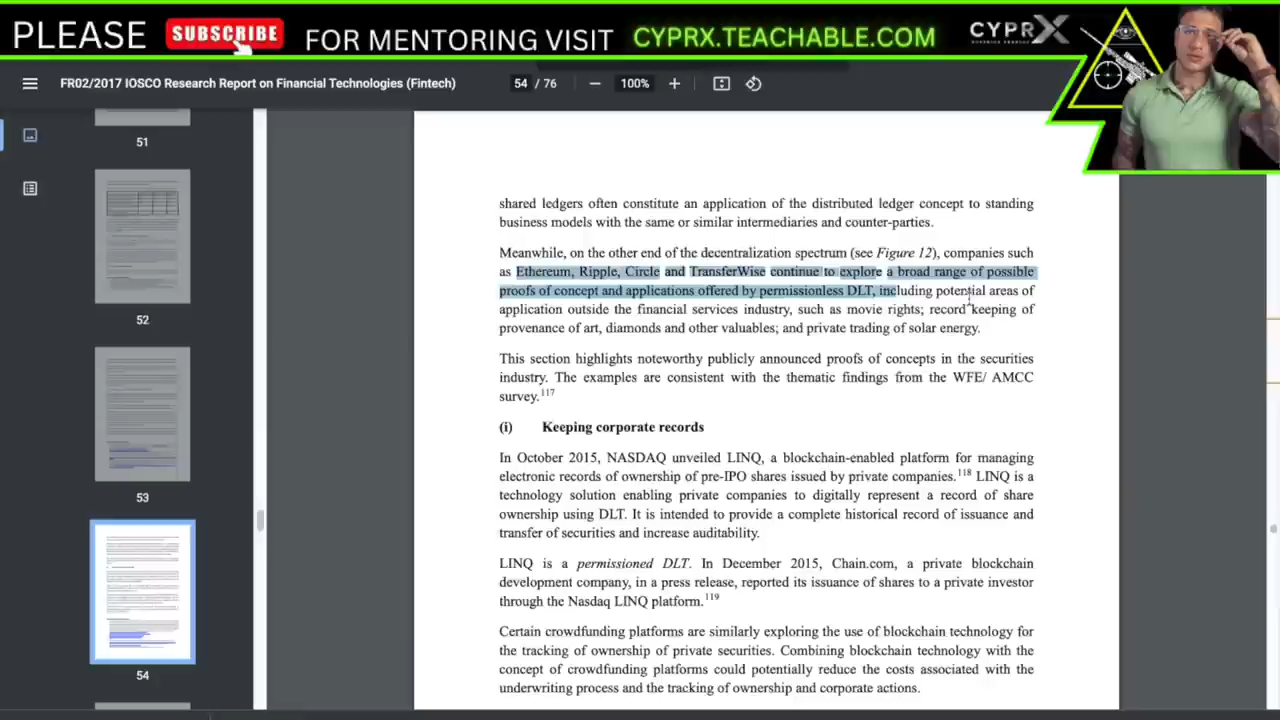 PLEASE SUBSCRIBE FOR MENTORING VISIT CYPRX.TEACHABLE.COM CYPRX
FR02/2017 IOSCO Research Report on Financial Technologies (Fintech) 54 / 76 100%
51
52
53
54
shared ledgers often constitute an application of the distributed ledger concept to standing
business models with the same or similar intermediaries and counter-parties.
Meanwhile, on the other end of the decentralization spectrum (see Figure 12), companies such
as Ethereum, Ripple, Circle and TransferWise continue to explore a broad range of possible
proofs of concept and applications offered by permissionless DLT, including potential areas of
application outside the financial services industry, such as movie rights; record keeping of
provenance of art, diamonds and other valuables; and private trading of solar energy.
This section highlights noteworthy publicly announced proofs of concepts in the securities
industry. The examples are consistent with the thematic findings from the WFE/ AMCC
survey.117
(i) Keeping corporate records
In October 2015, NASDAQ unveiled LINQ, a blockchain-enabled platform for managing
electronic records of ownership of pre-IPO shares issued by private companies.118 LINQ is a
technology solution enabling private companies to digitally represent a record of share
ownership using DLT. It is intended to provide a complete historical record of issuance and
transfer of securities and increase auditability.
LINQ is a permissioned DLT. In December 2015, Chain.com, a private blockchain
development company, in a press release, reported its issuance of shares to a private investor
through the Nasdaq LINQ platform.119
Certain crowdfunding platforms are similarly exploring the use of blockchain technology for
the tracking of ownership of private securities. Combining blockchain technology with the
concept of crowdfunding platforms could potentially reduce the costs associated with the
underwriting process and the tracking of ownership and corporate actions.